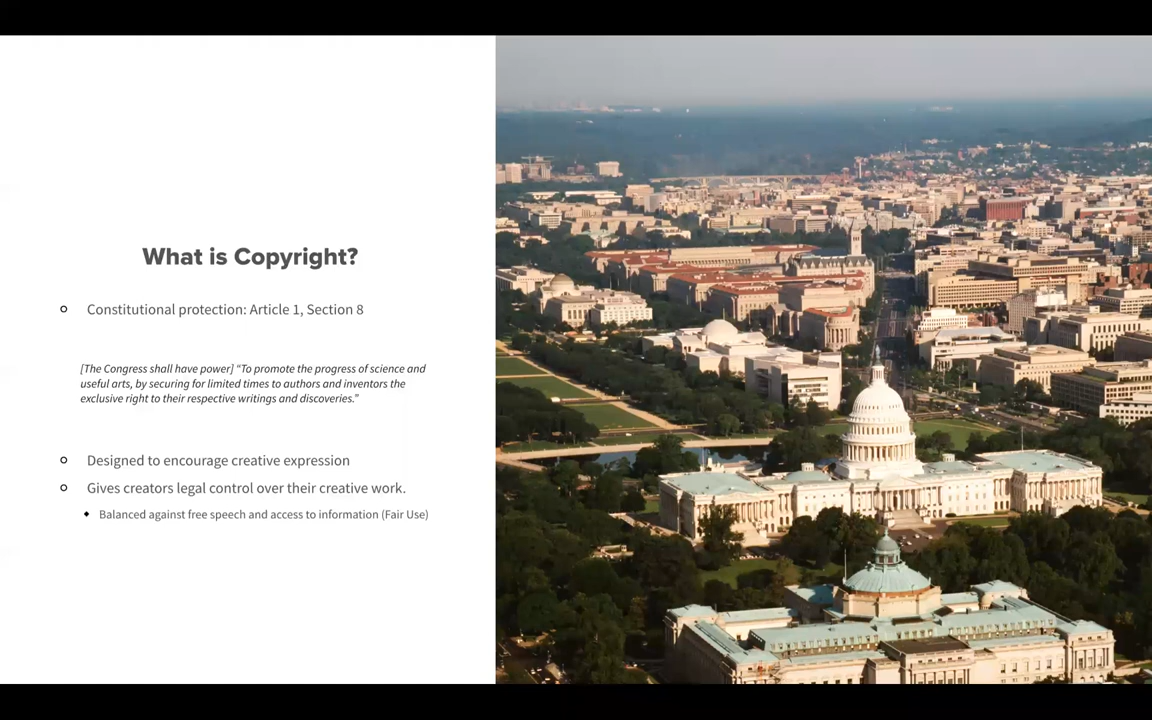 What is Copyright?
Constitutional protection: Article 1, Section 8
[The Congress shall have power] “To promote the progress of science and
useful arts, by securing for limited times to authors and inventors the
exclusive right to their respective writings and discoveries.”
Designed to encourage creative expression
Gives creators legal control over their creative work.
Balanced against free speech and access to information (Fair Use)